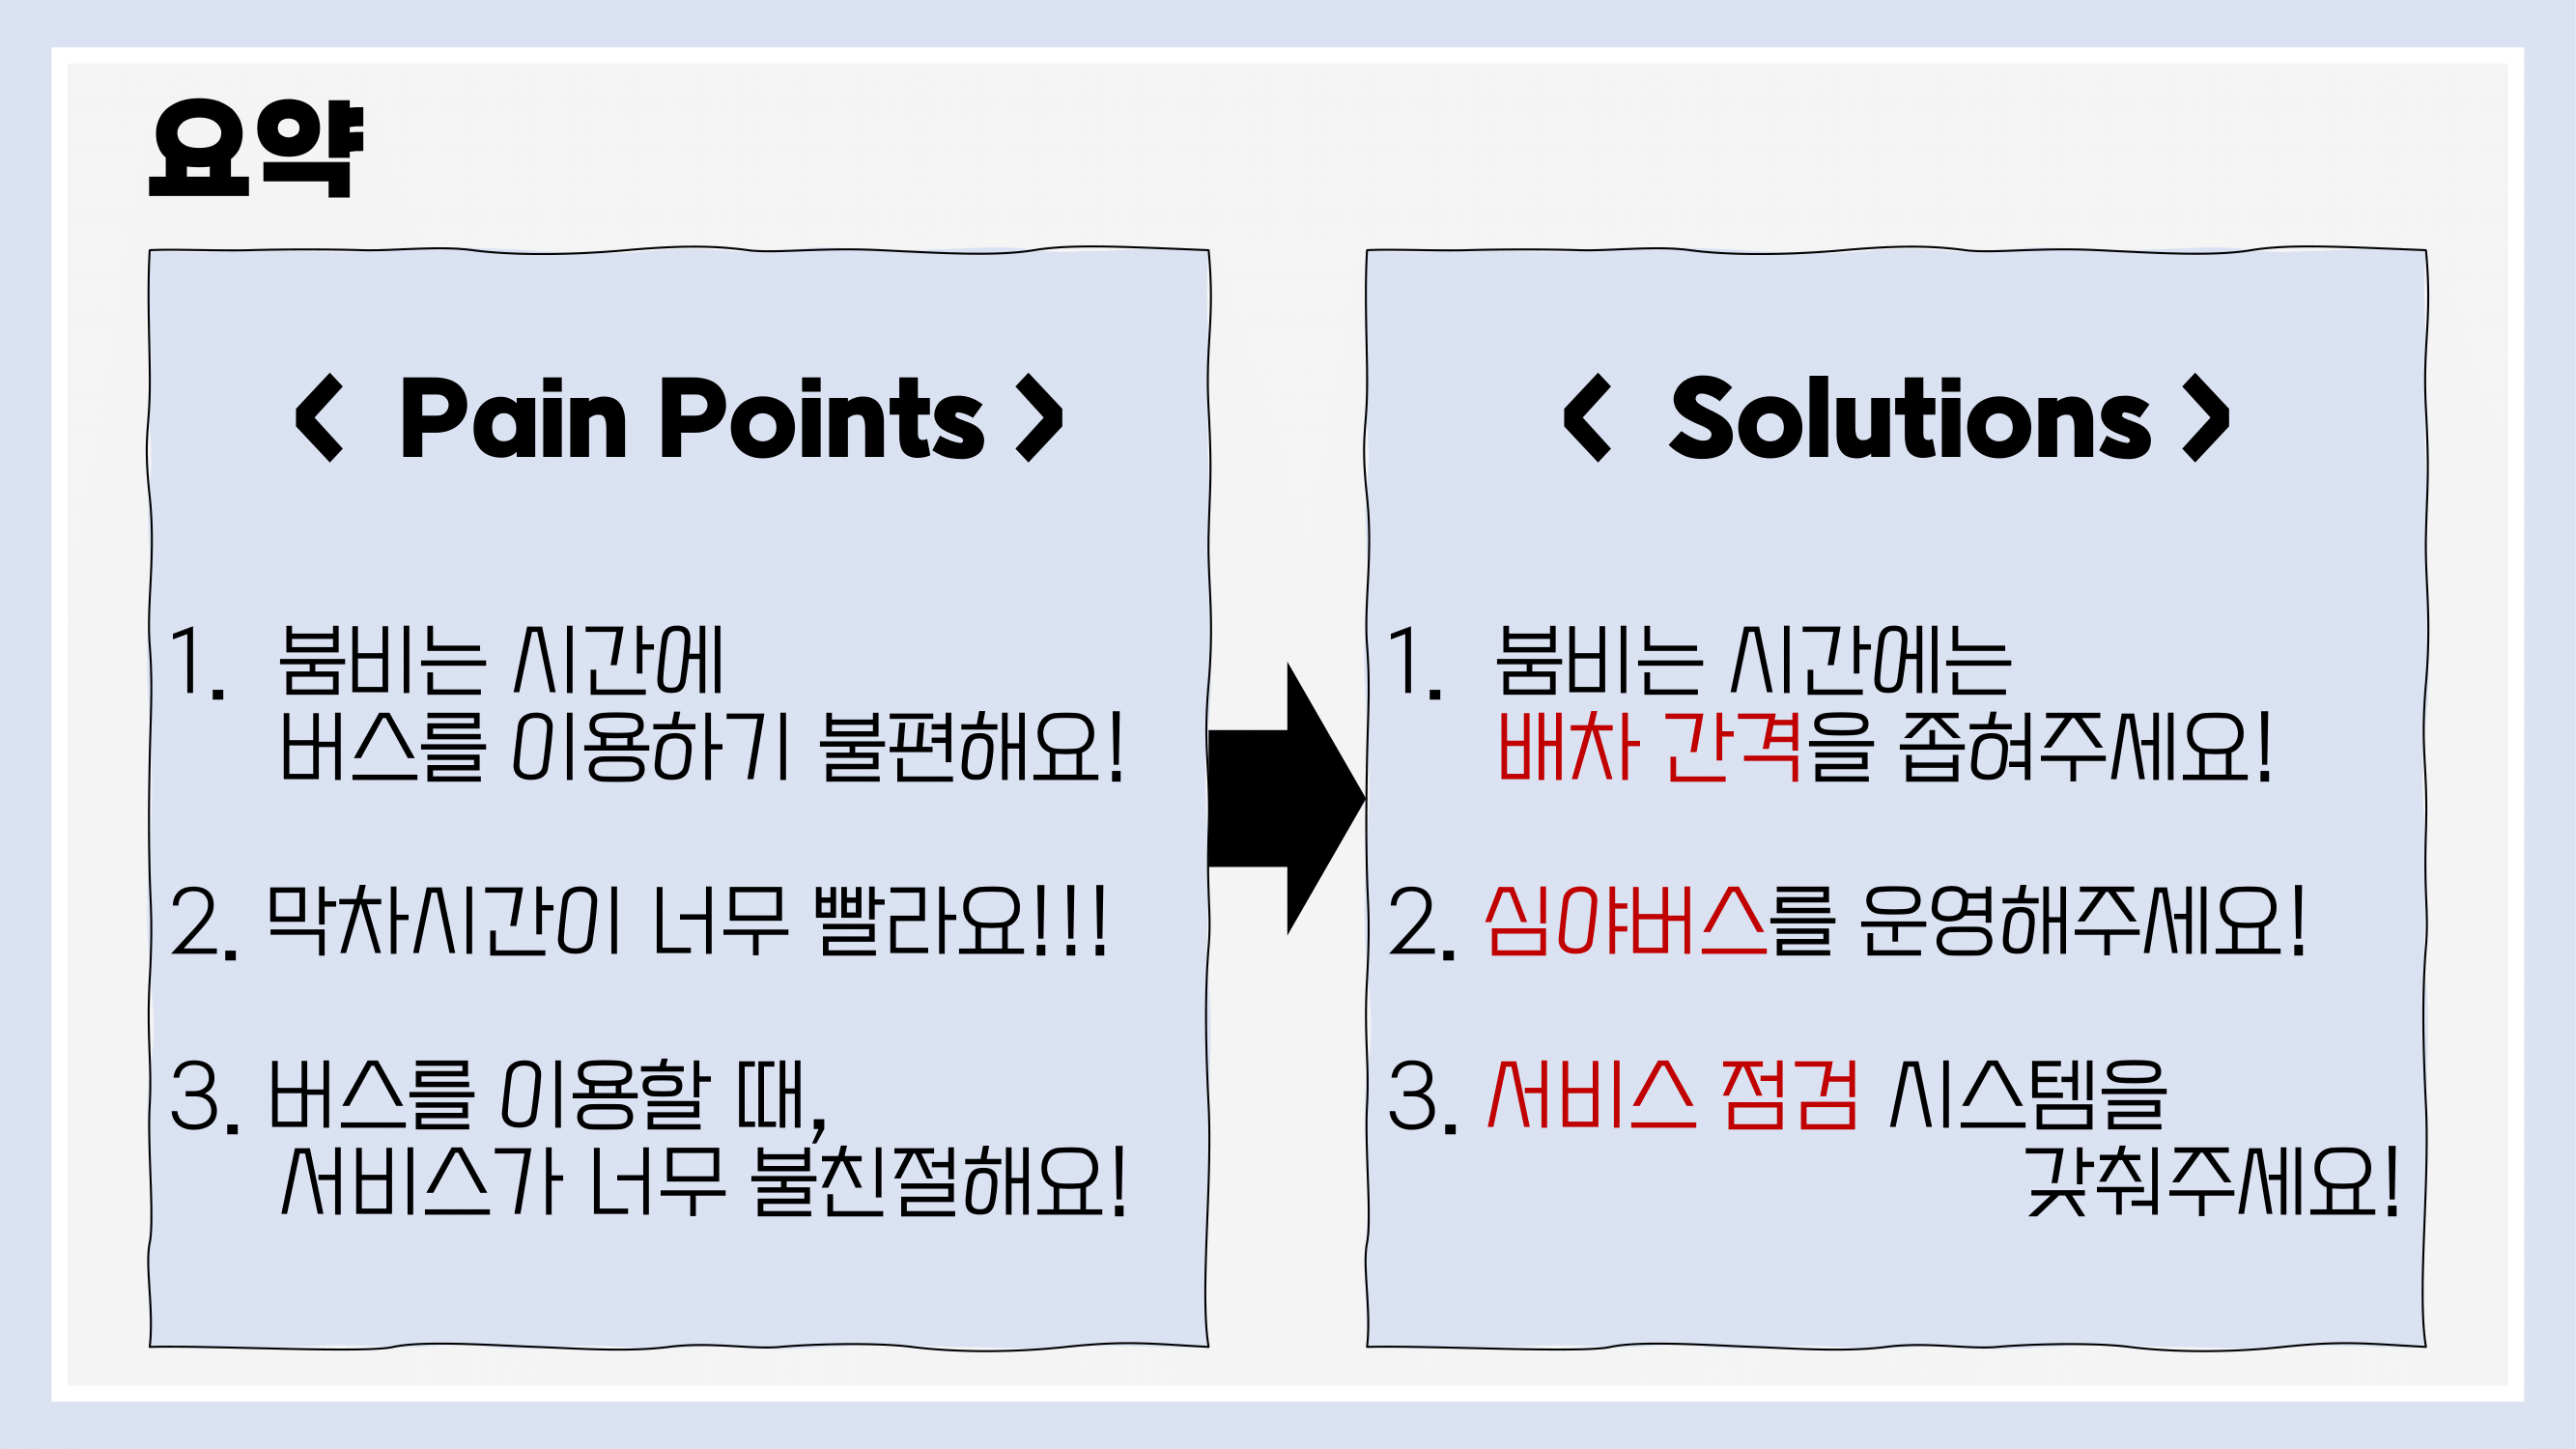 요약
< Pain Points >
1. 붐비는 시간에
버스를 이용하기 불편해요!
2. 막차시간이 너무 빨라요!!!
3. 버스를 이용할 때,
서비스가 너무 불친절해요!
< Solutions >
1. 붐비는 시간에는
배차 간격을 좁혀주세요!
2. 심야버스를 운영해주세요!
3. 서비스 점검 시스템을
갖춰주세요!